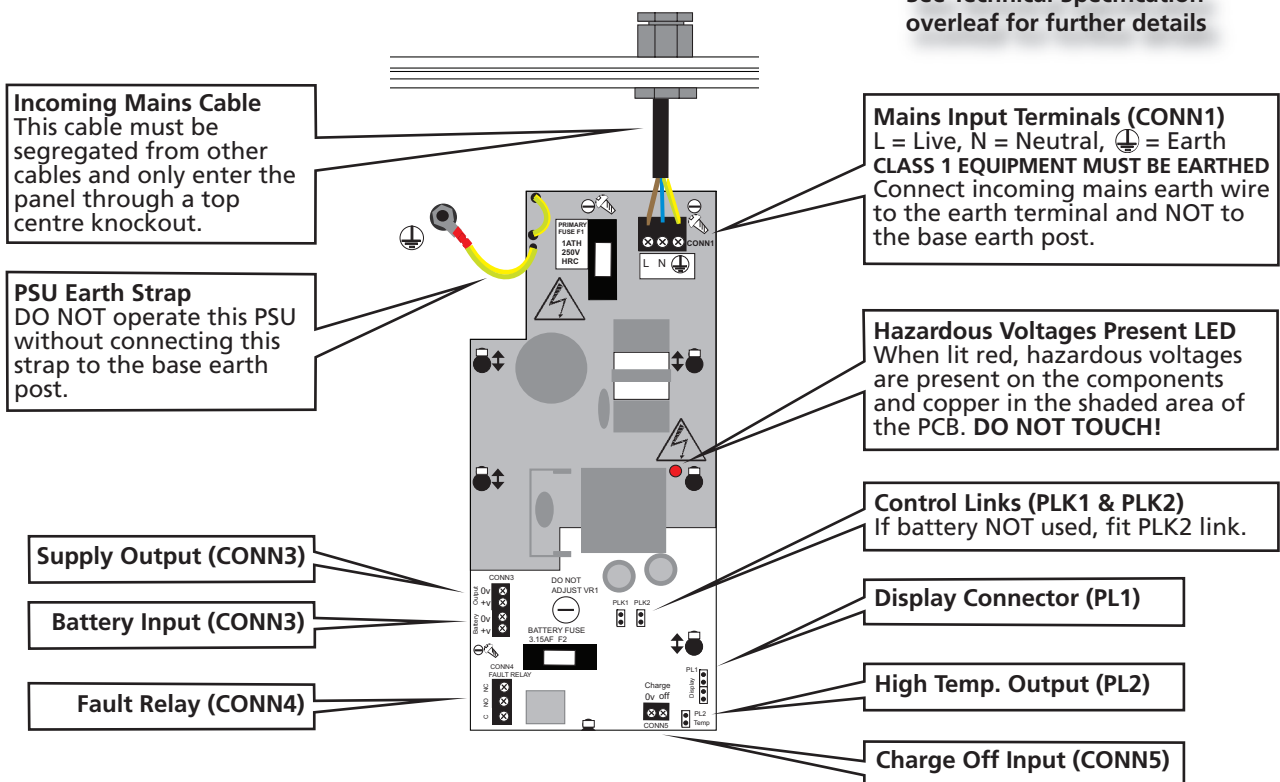 See Technical Specification
overleaf for further details
Incoming Mains Cable
This cable must be
segregated from other
cables and only enter the
panel through a top
centre knockout.
PSU Earth Strap
DO NOT operate this PSU
without connecting this
strap to the base earth
post.
Supply Output (CONN3)
Battery Input (CONN3)
Fault Relay (CONN4)
PRIMARY
FUSE F1
1ATH
250V
HRC
CONN1
L N
CONN3
Output
0v
+v
Battery
0v
+v
DO NOT
ADJUST VR1
PLK1 PLK2
BATTERY FUSE
3.15AF F2
CONN4
FAULT RELAY
NC
NO
C
Charge
0v off
CONN5
PL1
Display
PL2
Temp
Mains Input Terminals (CONN1)
L = Live, N = Neutral, = Earth
CLASS 1 EQUIPMENT MUST BE EARTHED
Connect incoming mains earth wire
to the earth terminal and NOT to
the base earth post.
Hazardous Voltages Present LED
When lit red, hazardous voltages
are present on the components
and copper in the shaded area of
the PCB. DO NOT TOUCH!
Control Links (PLK1 & PLK2)
If battery NOT used, fit PLK2 link.
Display Connector (PL1)
High Temp. Output (PL2)
Charge Off Input (CONN5)